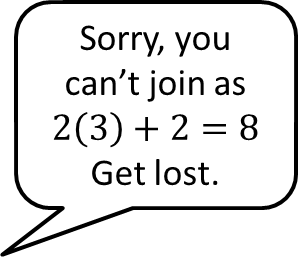 Sorry, you
can’t join as
2(3) + 2 = 8
Get lost.